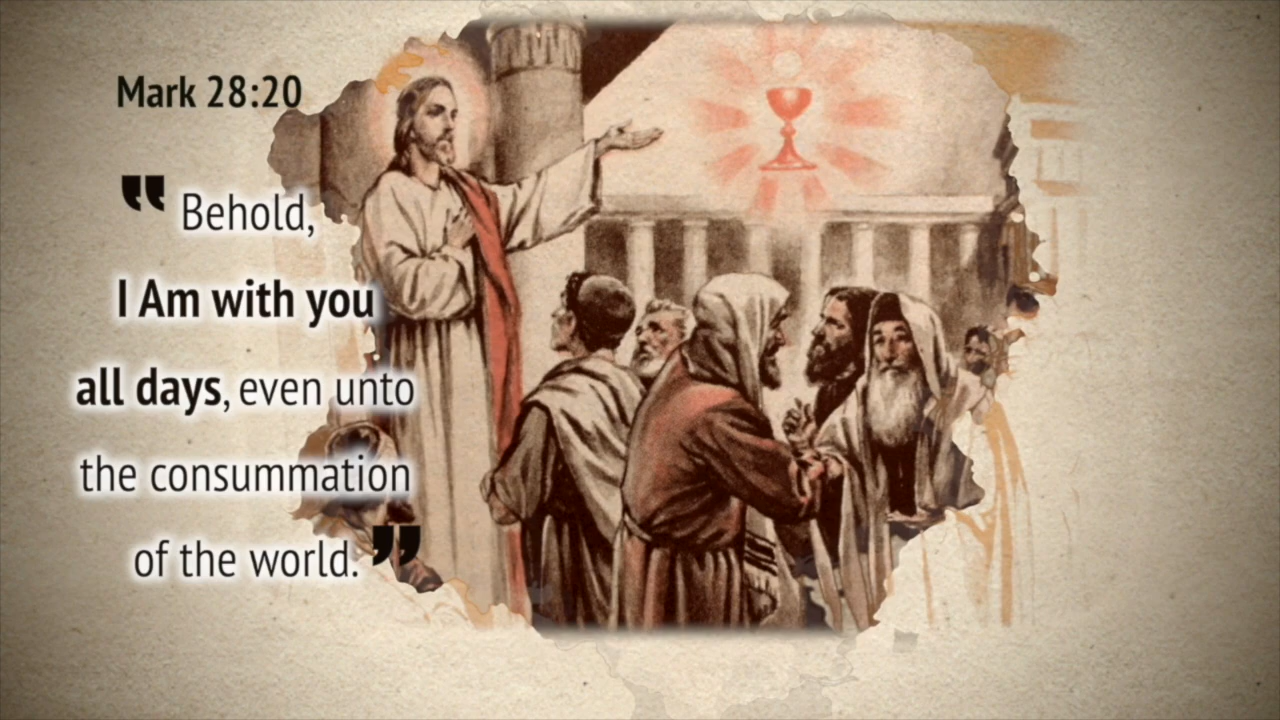 Mark 28:20
" Behold,
I Am with you
all days, even unto
the consummation
of the world. "